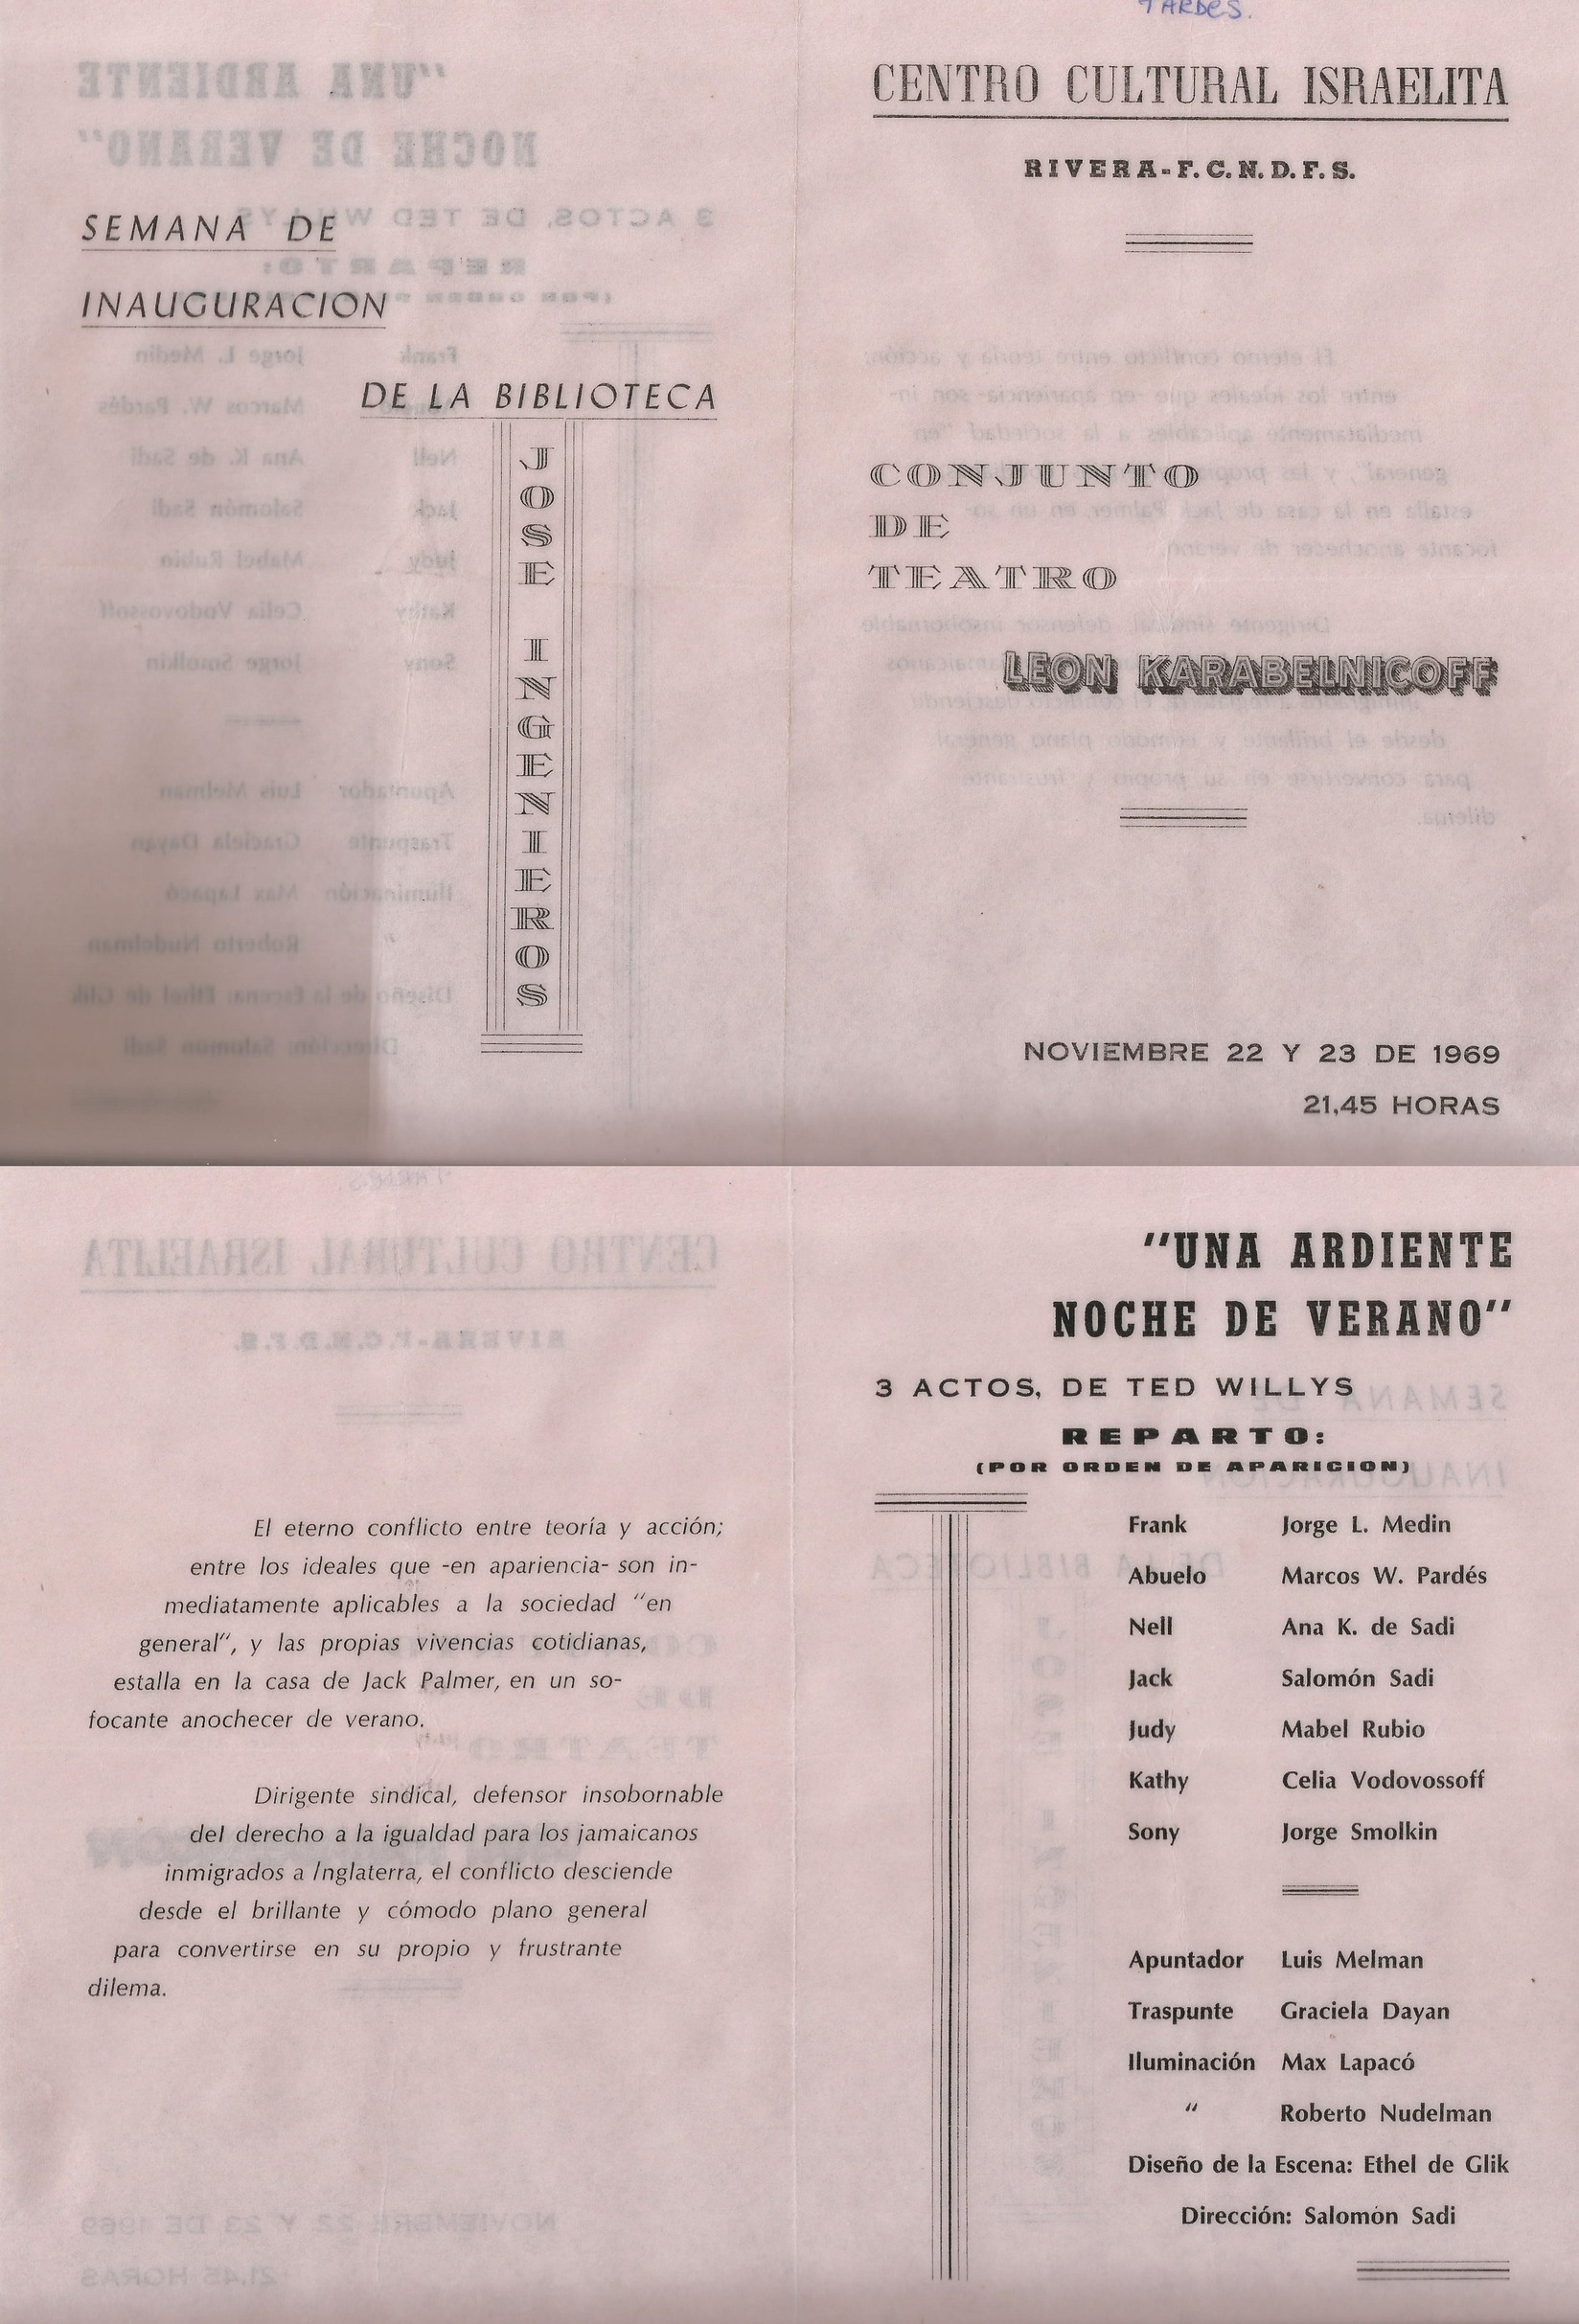 TARDES.
SEMANA DE
INAUGURACION
DE LA BIBLIOTECA
JOSE INGENIEROS
CENTRO CULTURAL ISRAELITA
RIVERA-F.C.N.D.F.S.
CONJUNTO
DE
TEATRO
LEON KARABELNICOFF
NOVIEMBRE 22 Y 23 DE 1969
21,45 HORAS
El eterno conflicto entre teoría y acción;
entre los ideales que -en apariencia- son in-
mediatamente aplicables a la sociedad "en
general", y las propias vivencias cotidianas,
estalla en la casa de Jack Palmer, en un so-
focante anochecer de verano.
Dirigente sindical, defensor insobornable
del derecho a la igualdad para los jamaicanos
inmigrados a Inglaterra, el conflicto desciende
desde el brillante y cómodo plano general
para convertirse en su propio y frustrante
dilema.
"UNA ARDIENTE
NOCHE DE VERANO"
3 ACTOS, DE TED WILLYS
REPARTO:
(POR ORDEN DE APARICION)
Frank Jorge L. Medin
Abuelo Marcos W. Pardés
Nell Ana K. de Sadi
Jack Salomón Sadi
Judy Mabel Rubio
Kathy Celia Vodovossoff
Sony Jorge Smolkin
Apuntador Luis Melman
Traspunte Graciela Dayan
Iluminación Max Lapacó
" Roberto Nudelman
Diseño de la Escena: Ethel de Glik
Dirección: Salomón Sadi